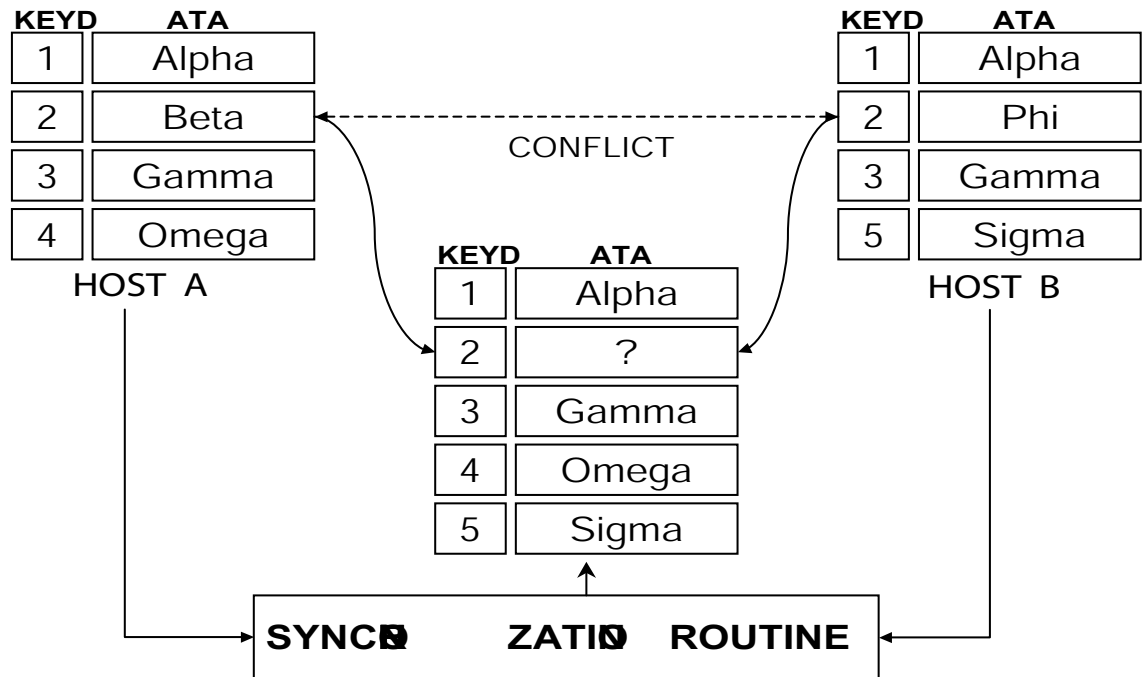 KEYD ATA
1 Alpha
2 Beta
3 Gamma
4 Omega
HOST A
CONFLICT
KEYD ATA
1 Alpha
2 Phi
3 Gamma
5 Sigma
HOST B
KEYD ATA
1 Alpha
2 ?
3 Gamma
4 Omega
5 Sigma
ROUTINE